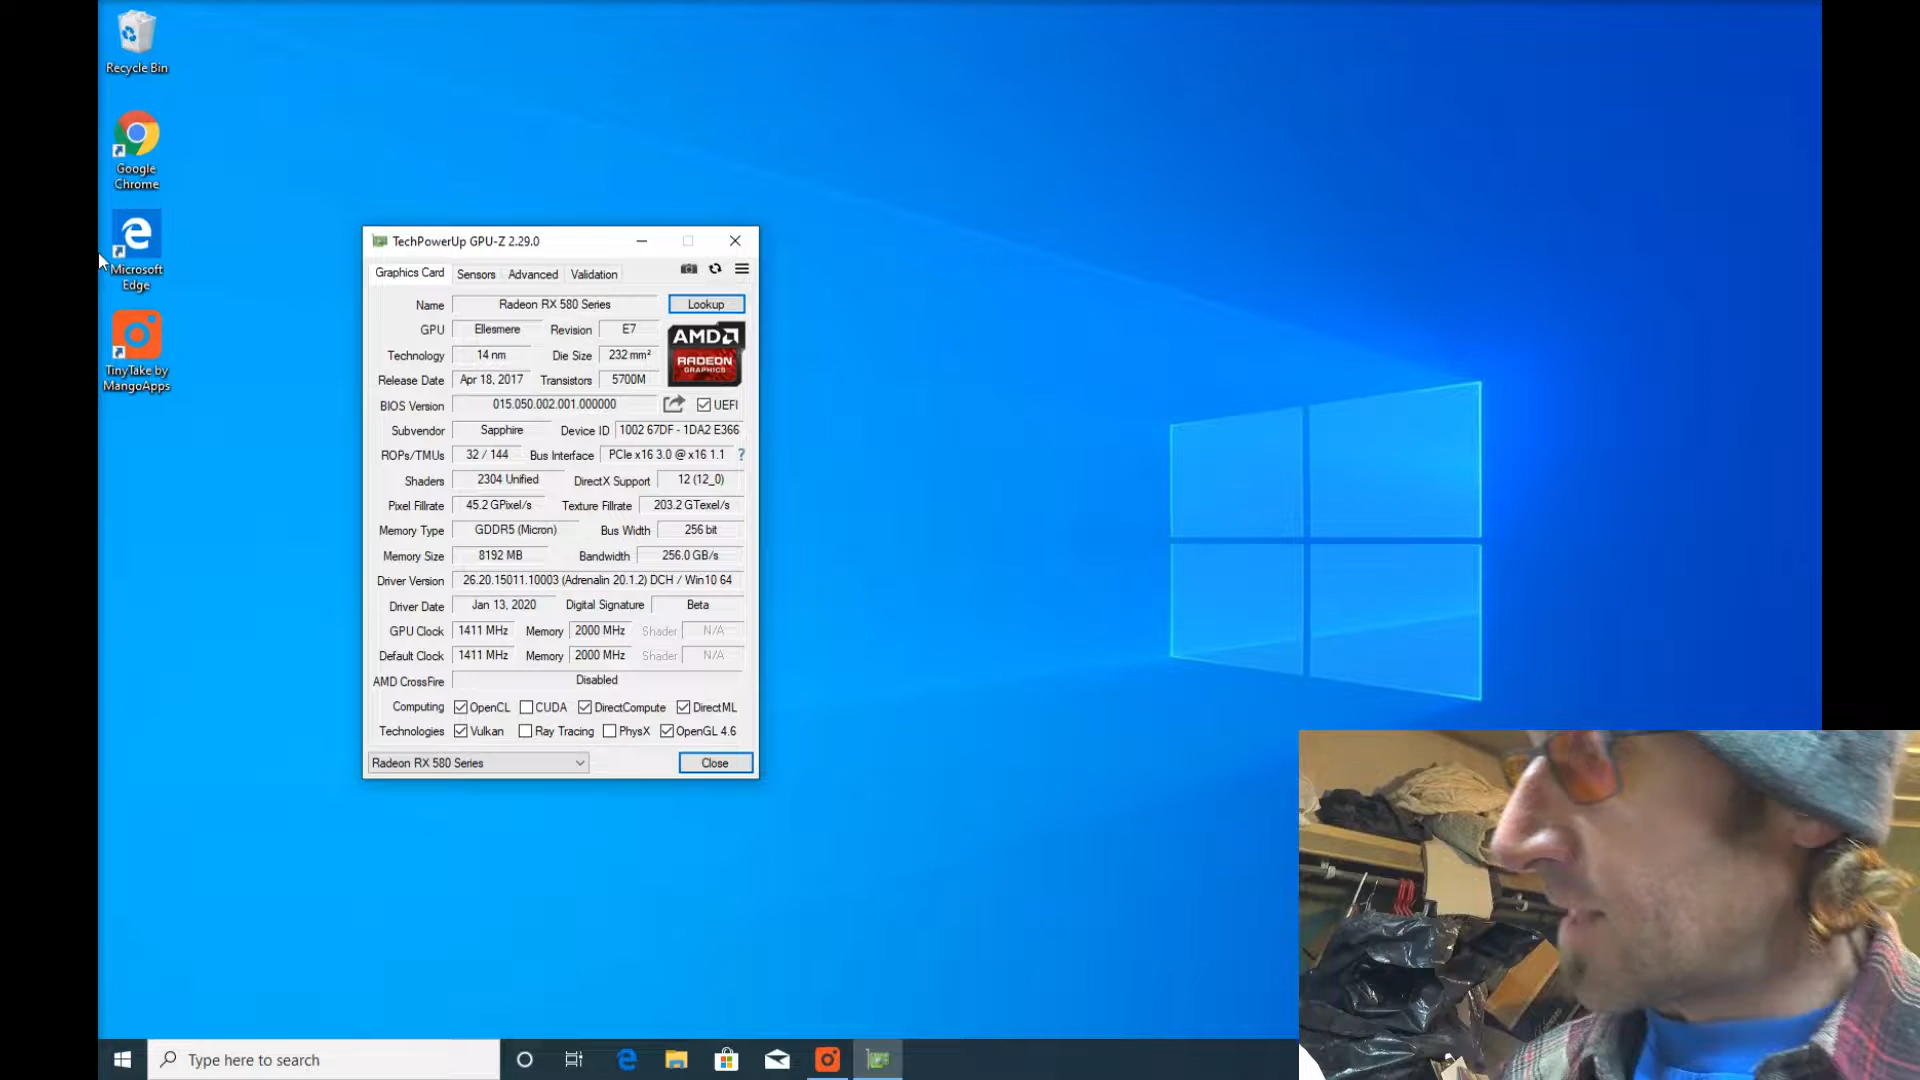 Recycle Bin
Google
Chrome
Microsoft
Edge
TinyTake by
MangoApps
TechPowerUp GPU-Z 2.29.0
Graphics Card Sensors Advanced Validation
Name Radeon RX 580 Series Lookup
GPU Ellesmere Revision E7
Technology 14 nm Die Size 232 mm²
Release Date Apr 18, 2017 Transistors 5700M
AMD
RADEON
GRAPHICS
BIOS Version 015.050.002.001.000000 UEFI
Subvendor Sapphire Device ID 1002 67DF - 1DA2 E366
ROPs/TMUs 32 / 144 Bus Interface PCIe x16 3.0 @ x16 1.1 ?
Shaders 2304 Unified DirectX Support 12 (12_0)
Pixel Fillrate 45.2 GPixel/s Texture Fillrate 203.2 GTexel/s
Memory Type GDDR5 (Micron) Bus Width 256 bit
Memory Size 8192 MB Bandwidth 256.0 GB/s
Driver Version 26.20.15011.10003 (Adrenalin 20.1.2) DCH / Win10 64
Driver Date Jan 13, 2020 Digital Signature Beta
GPU Clock 1411 MHz Memory 2000 MHz Shader N/A
Default Clock 1411 MHz Memory 2000 MHz Shader N/A
AMD CrossFire Disabled
Computing OpenCL CUDA DirectCompute DirectML
Technologies Vulkan Ray Tracing PhysX OpenGL 4.6
Radeon RX 580 Series Close
Type here to search